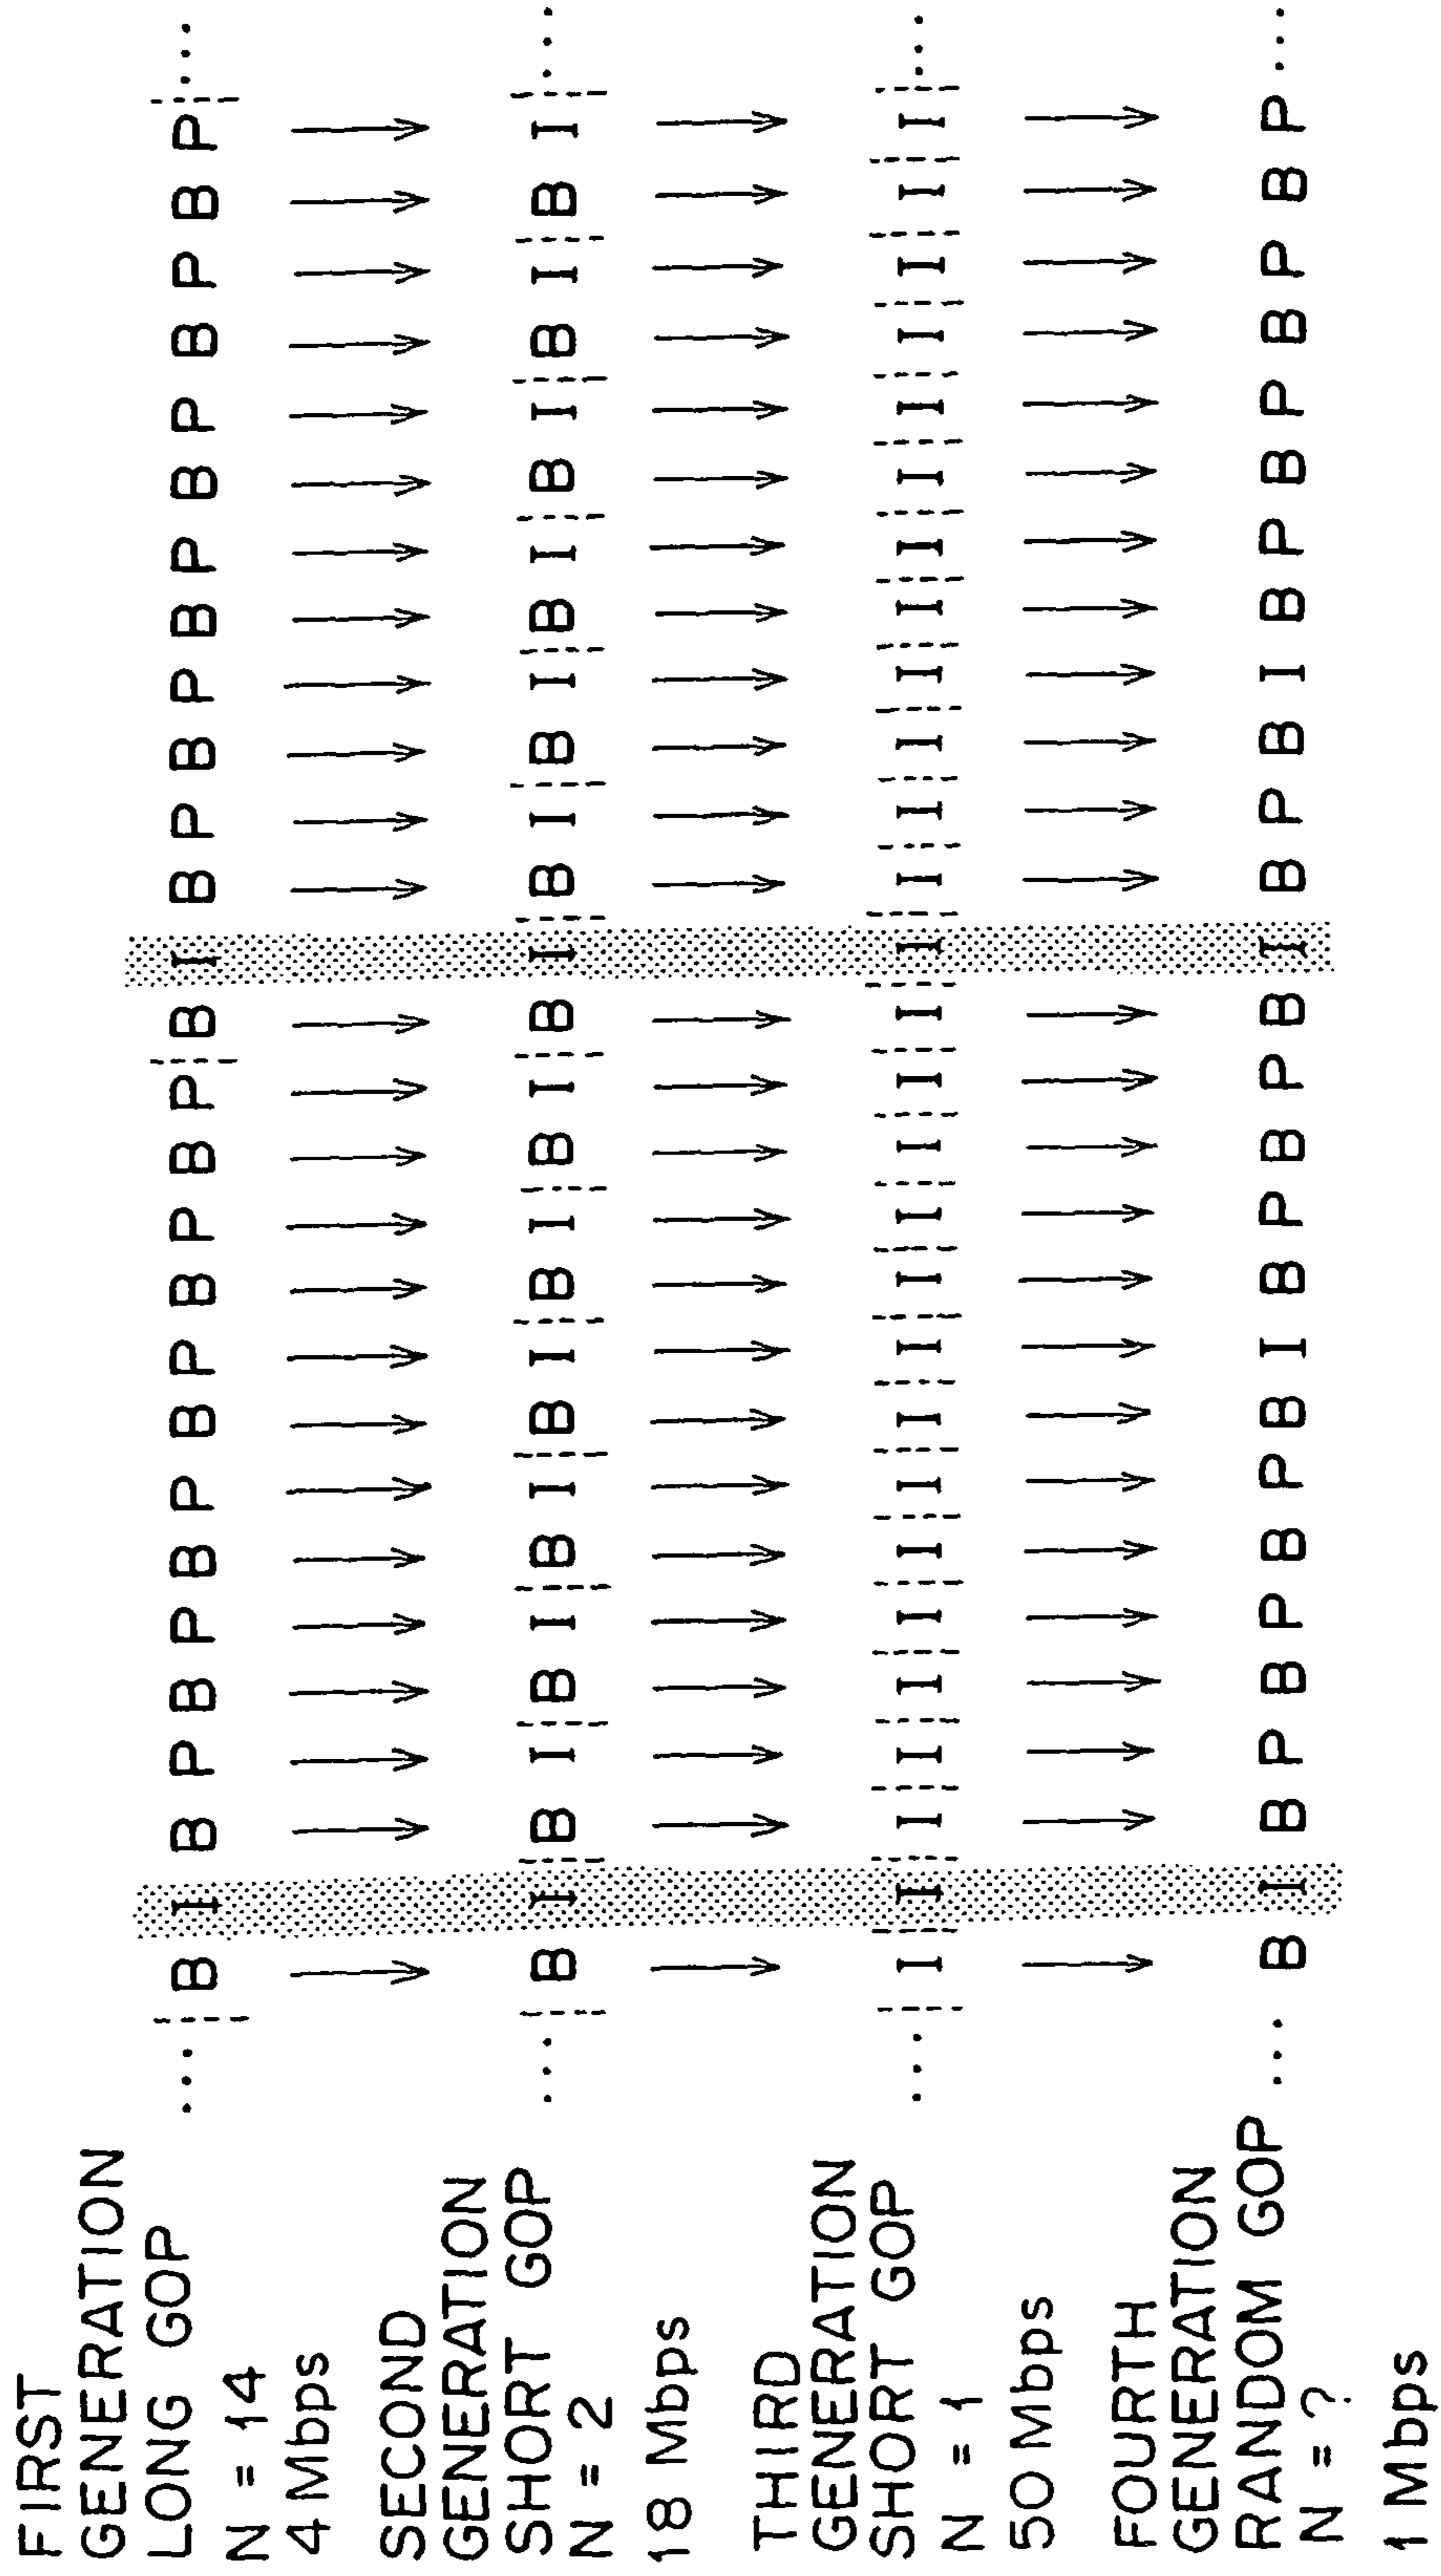 FIRST
GENERATION
LONG GOP ... B I B P B P B P B P B P B P B I B P B P B P B P B P B P ...
N = 14
4 Mbps
SECOND
GENERATION
SHORT GOP ... B I B I B I B I B I B I B I B I B I B I B I B I B I B I ...
N = 2
18 Mbps
THIRD
GENERATION
SHORT GOP ... I I I I I I I I I I I I I I I I I I I I I I I I I I I I ...
N = 1
50 Mbps
FOURTH
GENERATION
RANDOM GOP ... B I B P B P B P B I B P B P B I B P B I B P B P B P B P ...
N = ?
1 Mbps